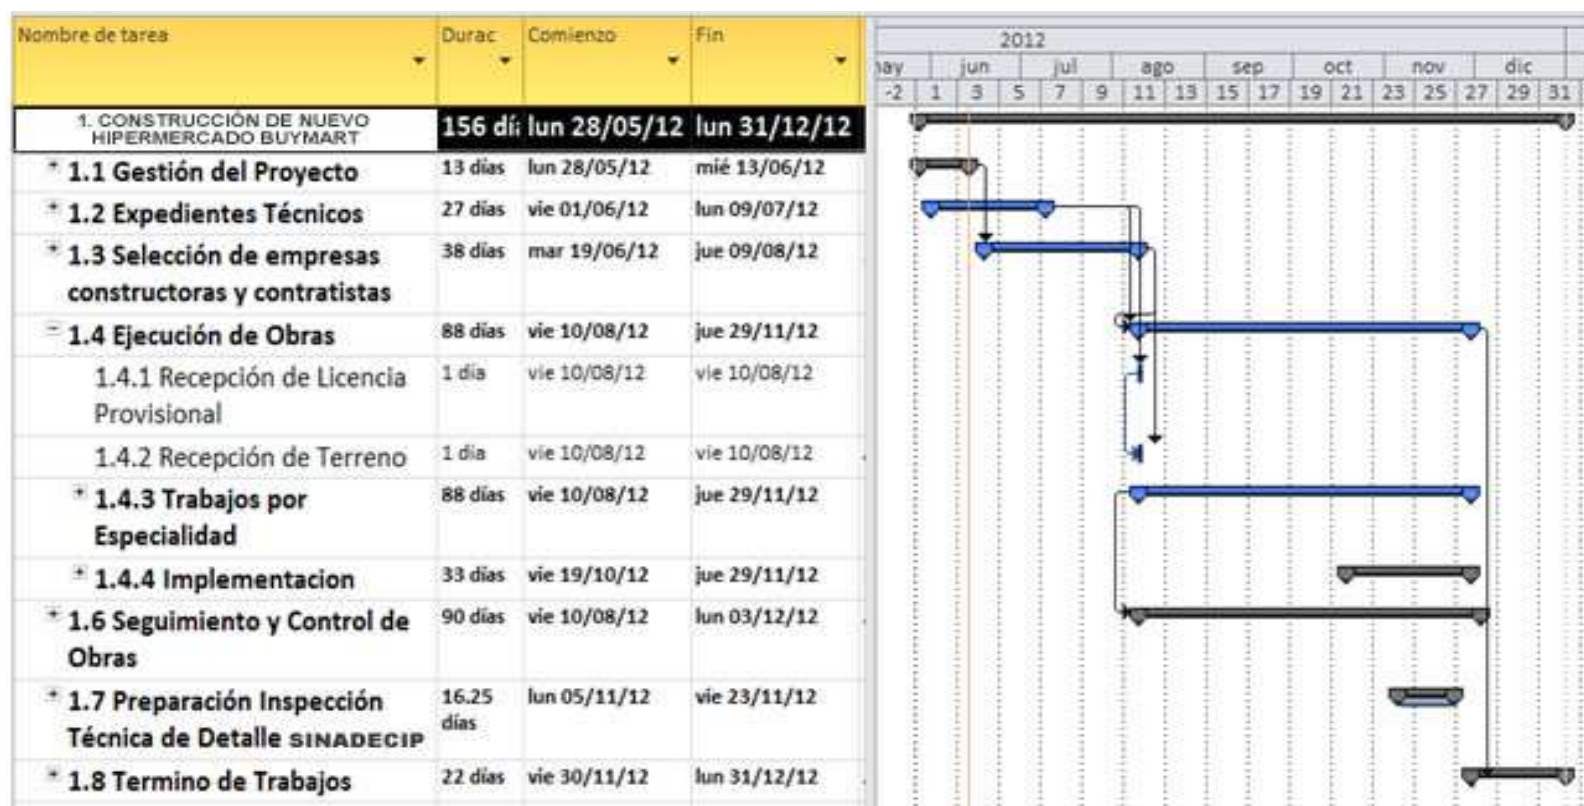 Nombre de tarea Durac Comienzo Fin
2012
jun jul ago sep oct nov dic
-2 1 3 5 7 9 11 13 15 17 19 21 23 25 27 29 31
1. CONSTRUCCIÓN DE NUEVO
HIPERMERCADO BUYMART
156 dí lun 28/05/12 lun 31/12/12
1.1 Gestión del Proyecto 13 días lun 28/05/12 mié 13/06/12
1.2 Expedientes Técnicos 27 días vie 01/06/12 lun 09/07/12
1.3 Selección de empresas 38 días mar 19/06/12 jue 09/08/12
constructoras y contratistas
1.4 Ejecución de Obras 88 días vie 10/08/12 jue 29/11/12
1.4.1 Recepción de Licencia 1 día vie 10/08/12 vie 10/08/12
Provisional
1.4.2 Recepción de Terreno 1 día vie 10/08/12 vie 10/08/12
1.4.3 Trabajos por 88 días vie 10/08/12 jue 29/11/12
Especialidad
1.4.4 Implementacion 33 días vie 19/10/12 jue 29/11/12
1.6 Seguimiento y Control de 90 días vie 10/08/12 lun 03/12/12
Obras
1.7 Preparación Inspección 16.25 lun 05/11/12 vie 23/11/12
Técnica de Detalle SINADECIP días
1.8 Termino de Trabajos 22 días vie 30/11/12 lun 31/12/12